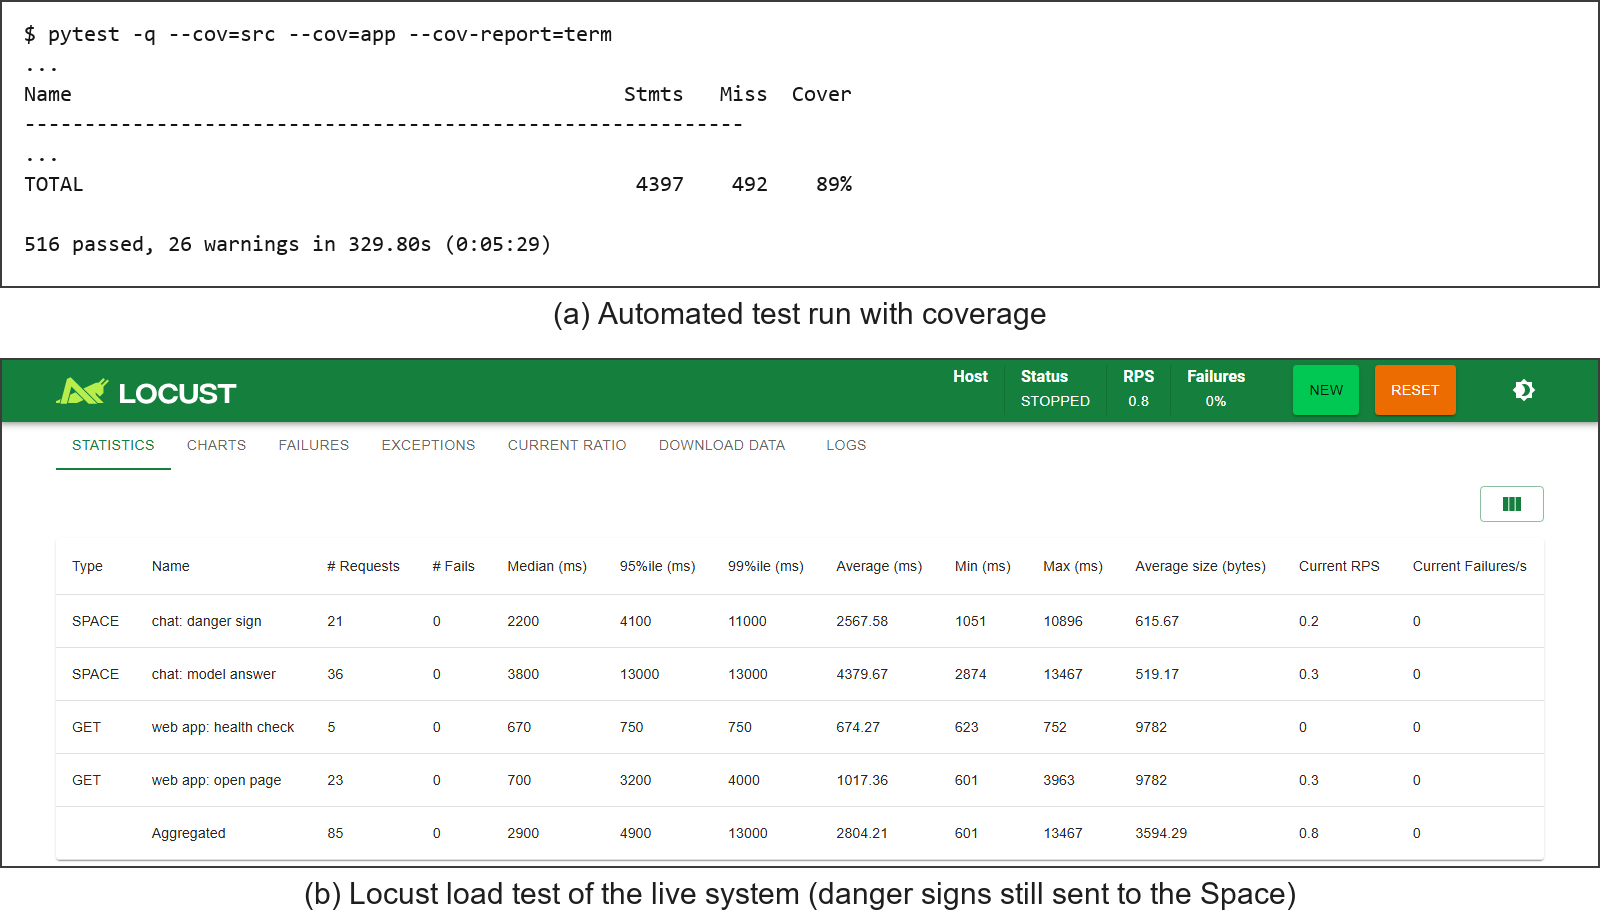 $ pytest -q --cov=src --cov=app --cov-report=term
...
Name Stmts Miss Cover
------------------------------------------------------------
...
TOTAL 4397 492 89%
516 passed, 26 warnings in 329.80s (0:05:29)
(a) Automated test run with coverage
LOCUST
Host Status RPS Failures
STOPPED 0.8 0%
NEW RESET
STATISTICS CHARTS FAILURES EXCEPTIONS CURRENT RATIO DOWNLOAD DATA LOGS
Type Name # Requests # Fails Median (ms) 95%ile (ms) 99%ile (ms) Average (ms) Min (ms) Max (ms) Average size (bytes) Current RPS Current Failures/s
SPACE chat: danger sign 21 0 2200 4100 11000 2567.58 1051 10896 615.67 0.2 0
SPACE chat: model answer 36 0 3800 13000 13000 4379.67 2874 13467 519.17 0.3 0
GET web app: health check 5 0 670 750 750 674.27 623 752 9782 0 0
GET web app: open page 23 0 700 3200 4000 1017.36 601 3963 9782 0.3 0
Aggregated 85 0 2900 4900 13000 2804.21 601 13467 3594.29 0.8 0
(b) Locust load test of the live system (danger signs still sent to the Space)